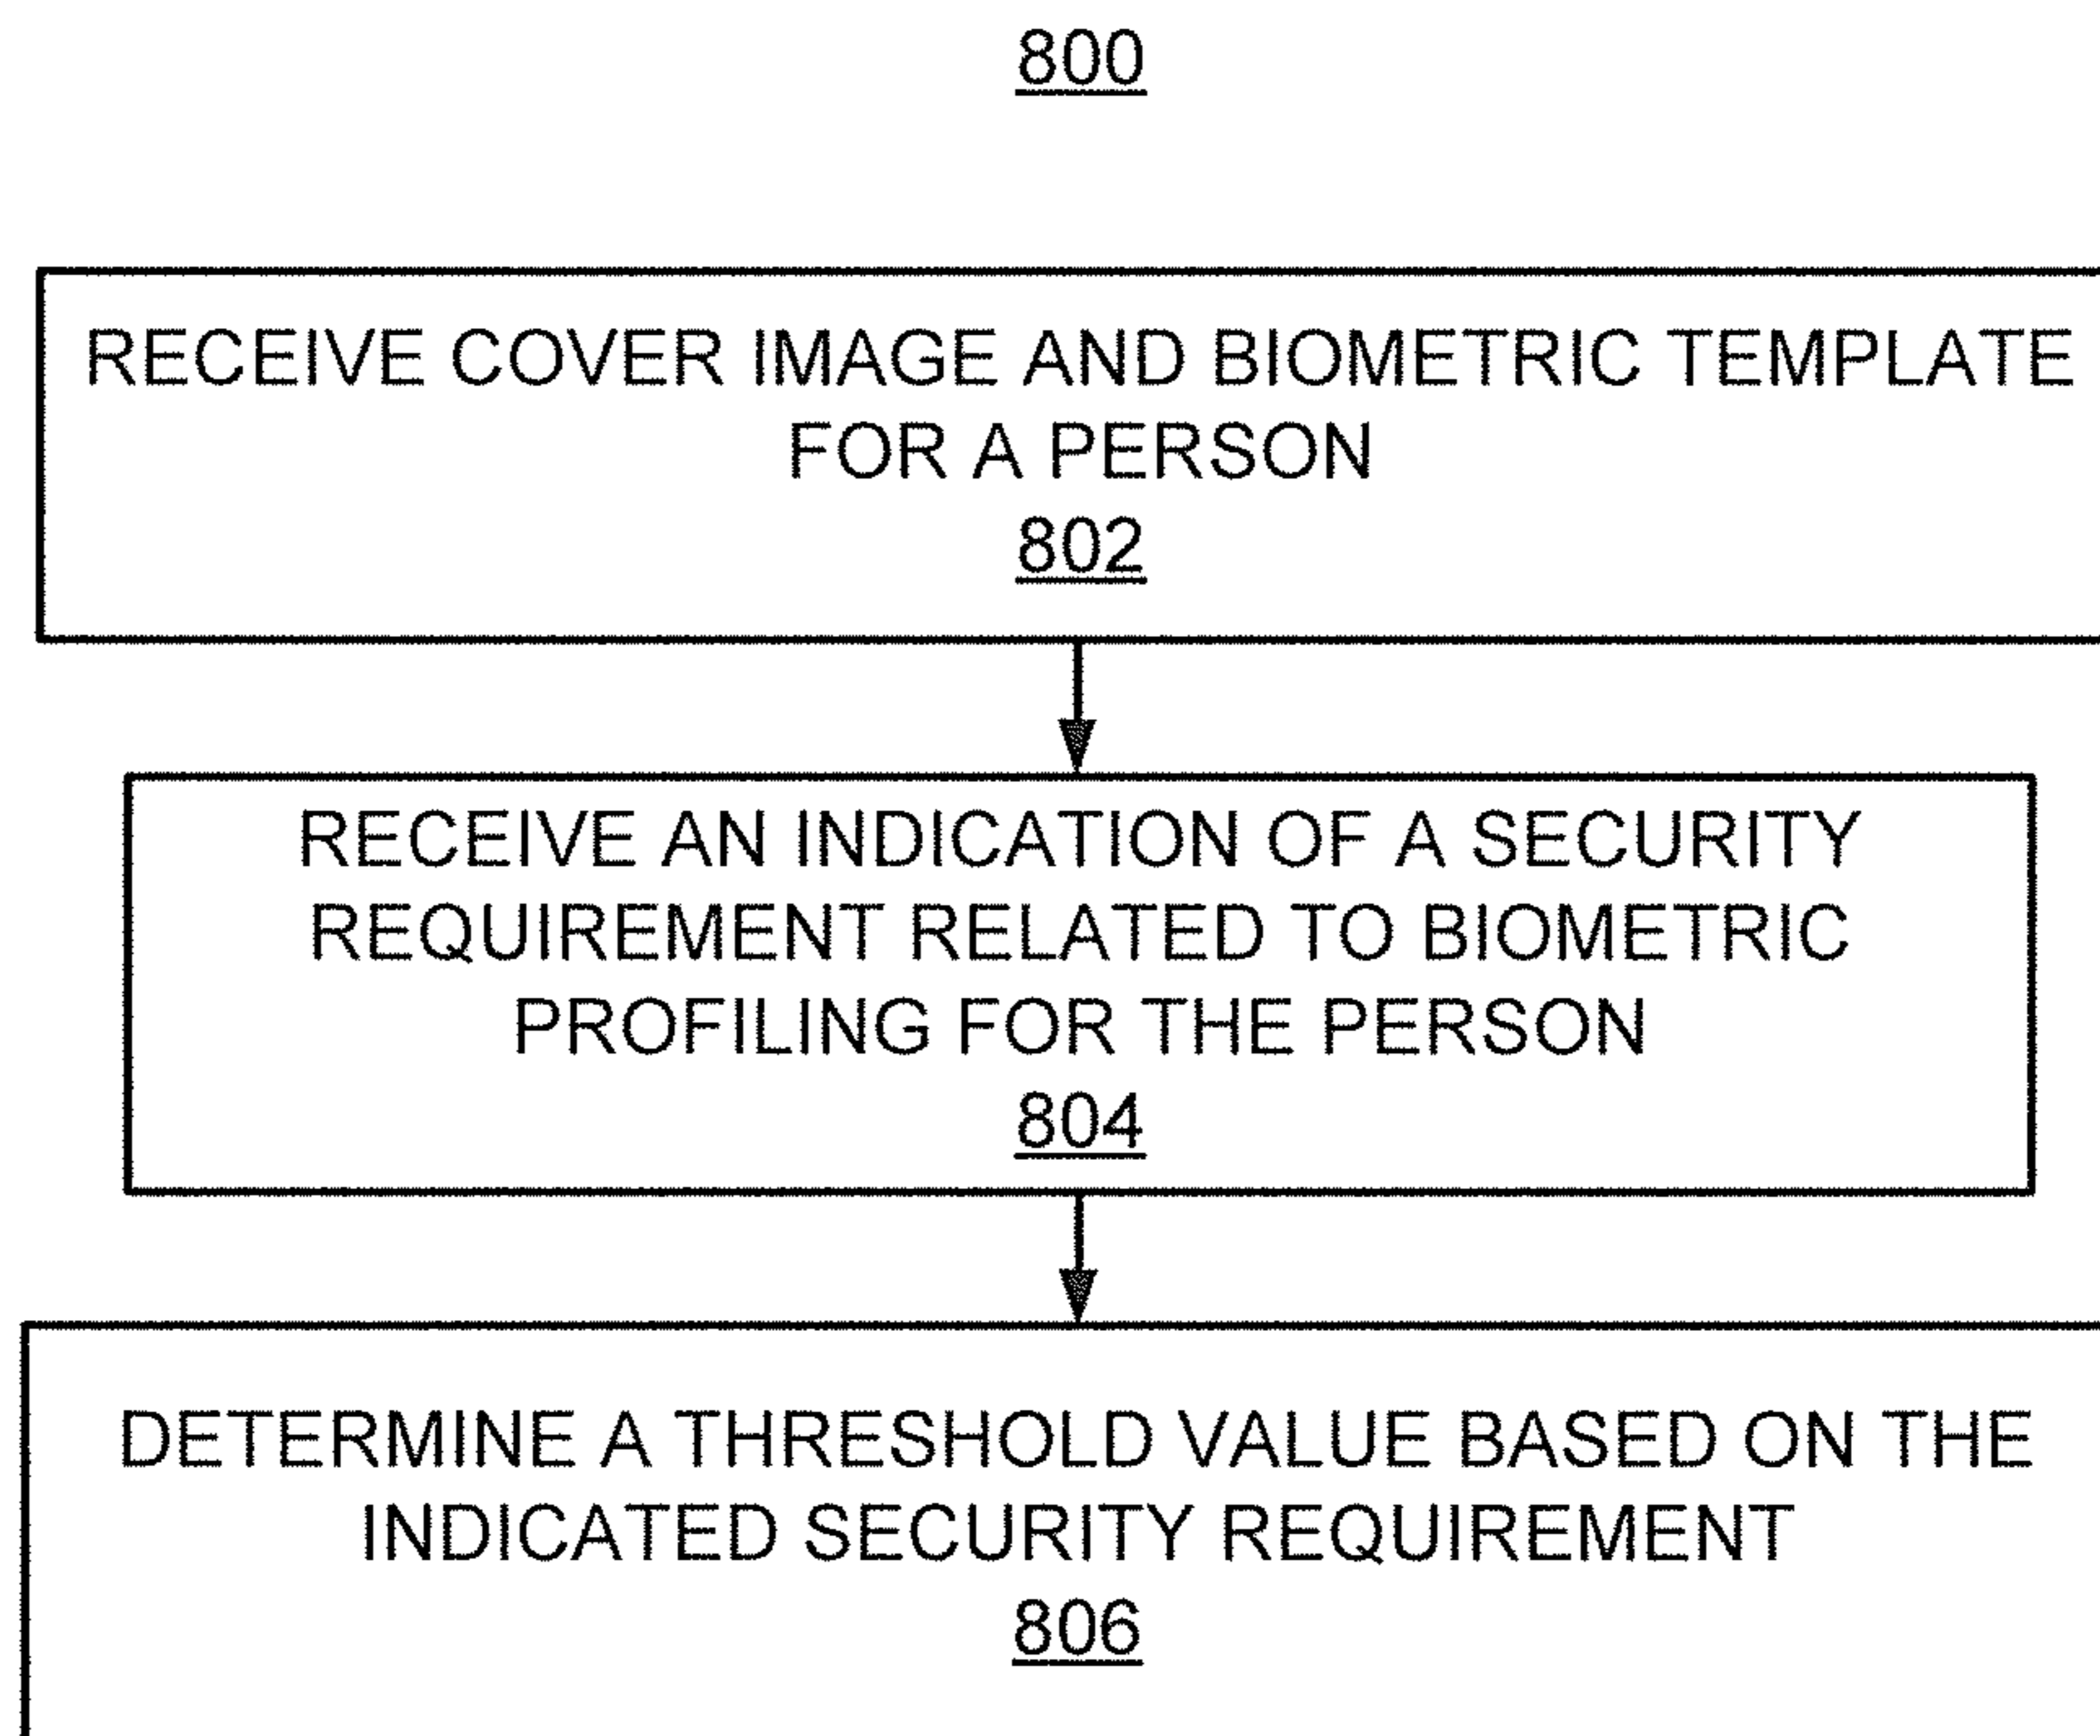 800
RECEIVE COVER IMAGE AND BIOMETRIC TEMPLATE
FOR A PERSON
802
RECEIVE AN INDICATION OF A SECURITY
REQUIREMENT RELATED TO BIOMETRIC
PROFILING FOR THE PERSON
804
DETERMINE A THRESHOLD VALUE BASED ON THE
INDICATED SECURITY REQUIREMENT
806